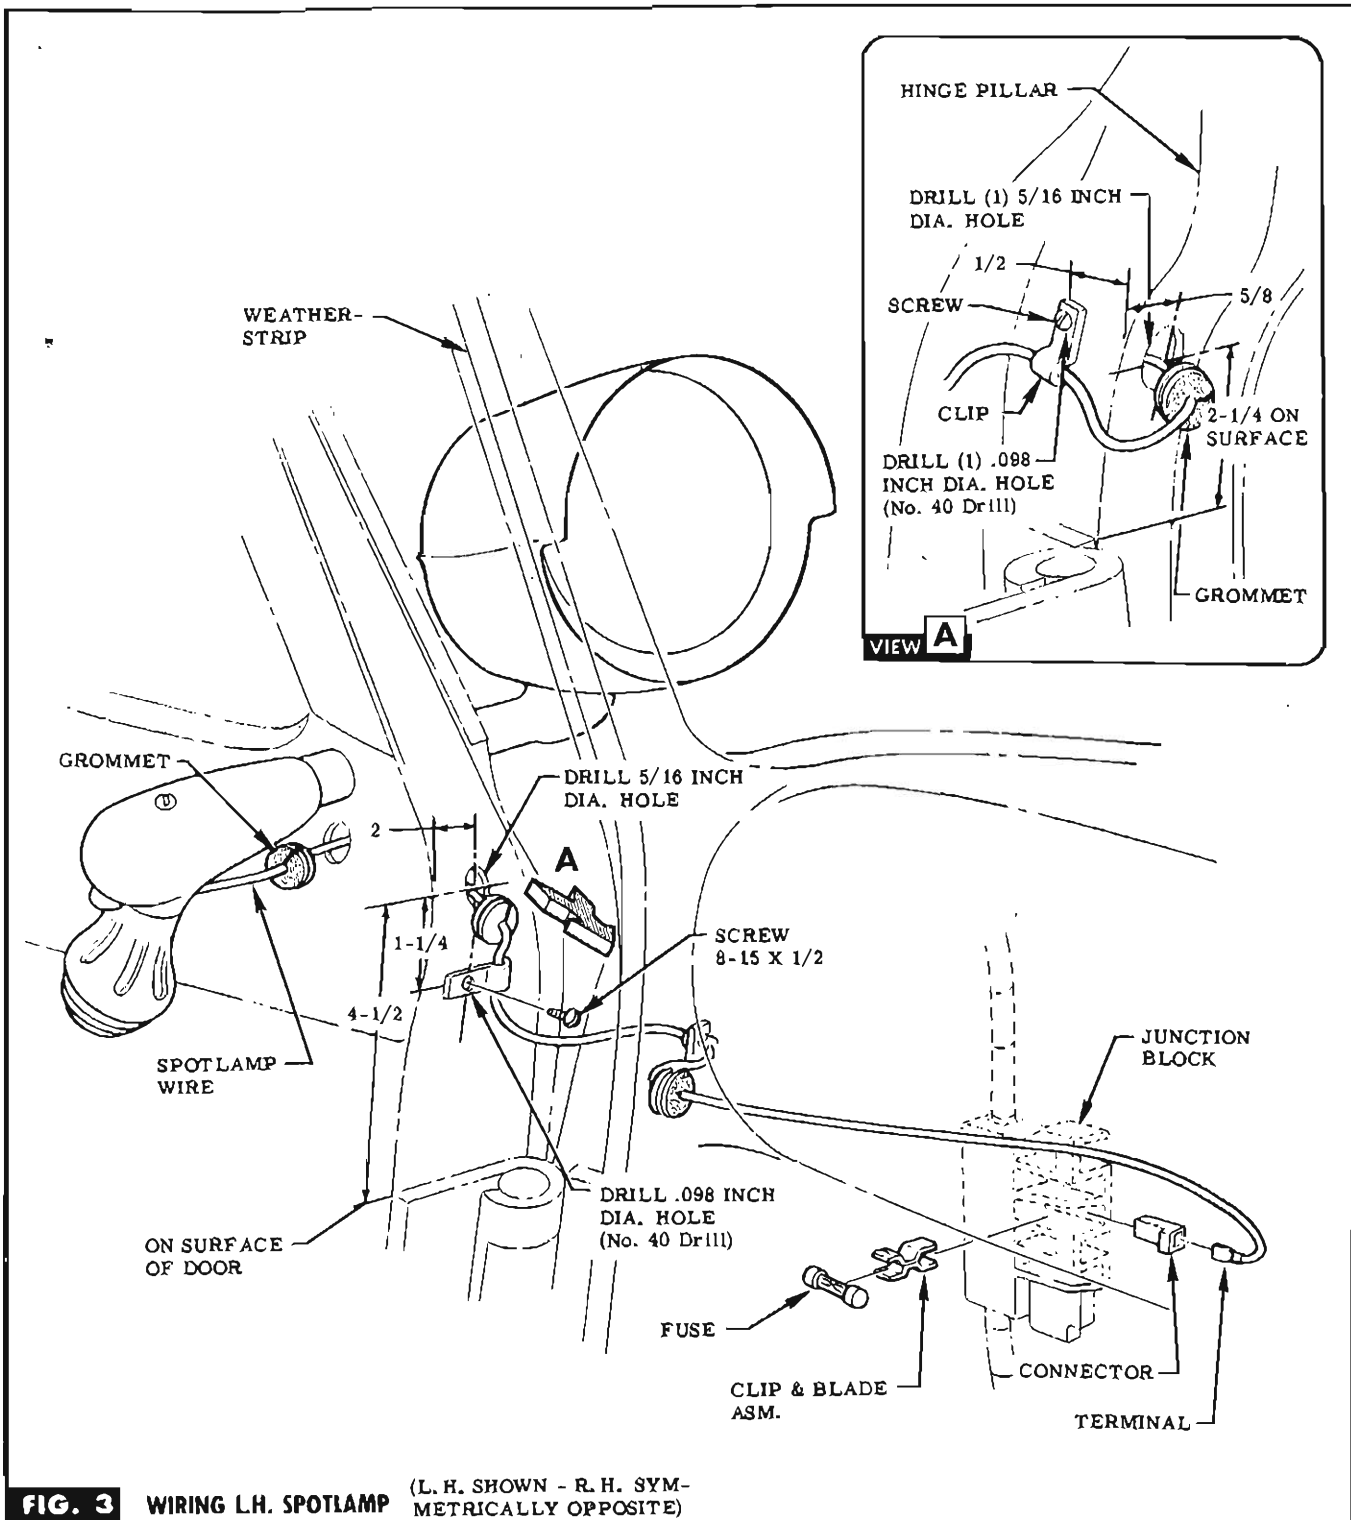 HINGE PILLAR
DRILL (1) 5/16 INCH
DIA. HOLE
1/2
5/8
SCREW
CLIP
2-1/4 ON
SURFACE
DRILL (1) .098
INCH DIA. HOLE
(No. 40 Drill)
GROMMET
VIEW A
WEATHER-
STRIP
GROMMET
DRILL 5/16 INCH
DIA. HOLE
2
A
1-1/4
SCREW
8-15 X 1/2
4-1/2
SPOTLAMP
WIRE
JUNCTION
BLOCK
DRILL .098 INCH
DIA. HOLE
(No. 40 Drill)
ON SURFACE
OF DOOR
FUSE
CLIP & BLADE
ASM.
CONNECTOR
TERMINAL
FIG. 3 WIRING L.H. SPOTLAMP (L.H. SHOWN - R.H. SYM-
METRICALLY OPPOSITE)